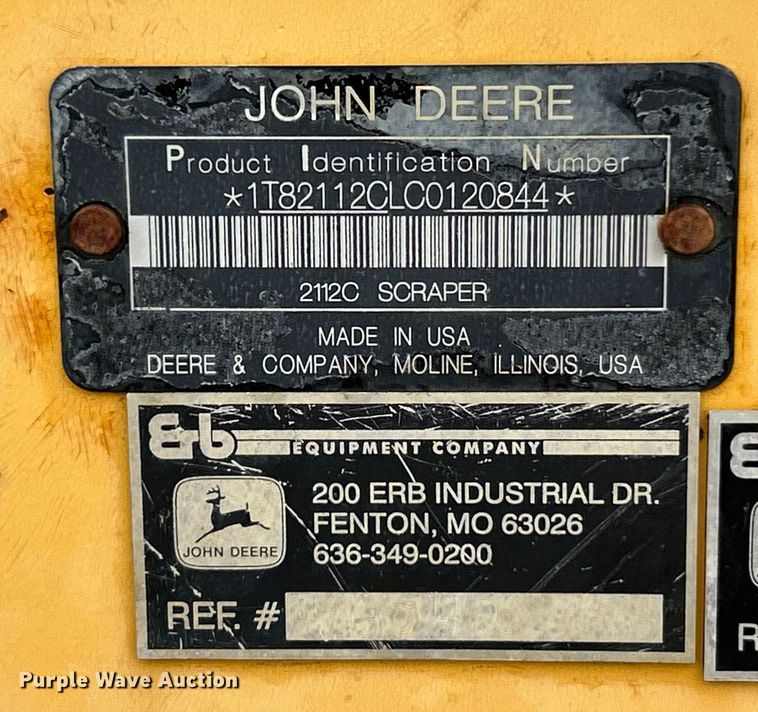 JOHN DEERE
Product Identification Number
*1T82112CLC0120844*
2112C SCRAPER
MADE IN USA
DEERE & COMPANY, MOLINE, ILLINOIS, USA
Erb
EQUIPMENT COMPANY
200 ERB INDUSTRIAL DR.
FENTON, MO 63026
636-349-0200
JOHN DEERE
REF. #
Purple Wave Auction